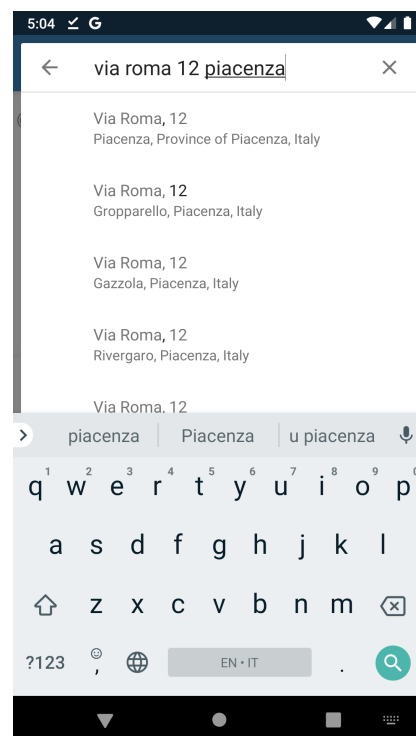 5:04 G
via roma 12 piacenza
Via Roma, 12
Piacenza, Province of Piacenza, Italy
Via Roma, 12
Gropparello, Piacenza, Italy
Via Roma, 12
Gazzola, Piacenza, Italy
Via Roma, 12
Rivergaro, Piacenza, Italy
Via Roma, 12
piacenza Piacenza u piacenza
1 2 3 4 5 6 7 8 9 0
q w e r t y u i o p
a s d f g h j k l
z x c v b n m
?123 , EN • IT .